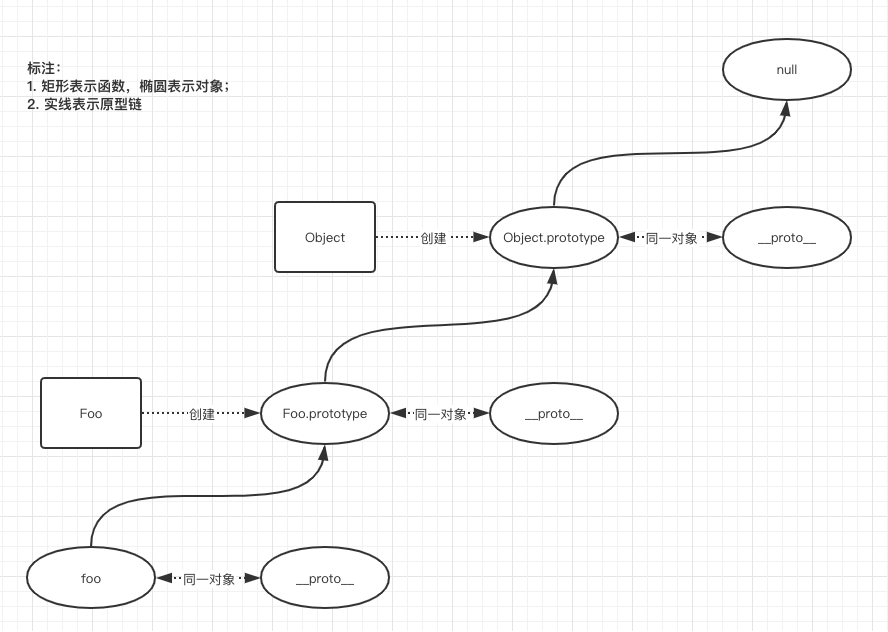 标注：
1. 矩形表示函数，椭圆表示对象；
2. 实线表示原型链
null
Object
创建
Object.prototype
同一对象
__proto__
Foo
创建
Foo.prototype
同一对象
__proto__
foo
同一对象
__proto__